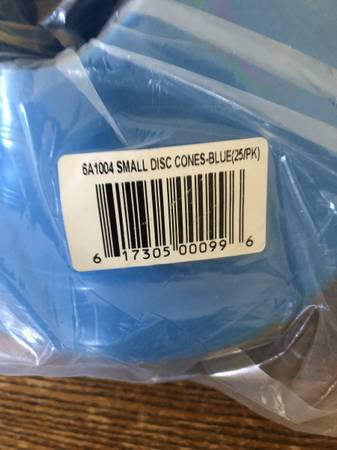 6A1004 SMALL DISC CONES-BLUE(25/PK)
6 17305 00099 6